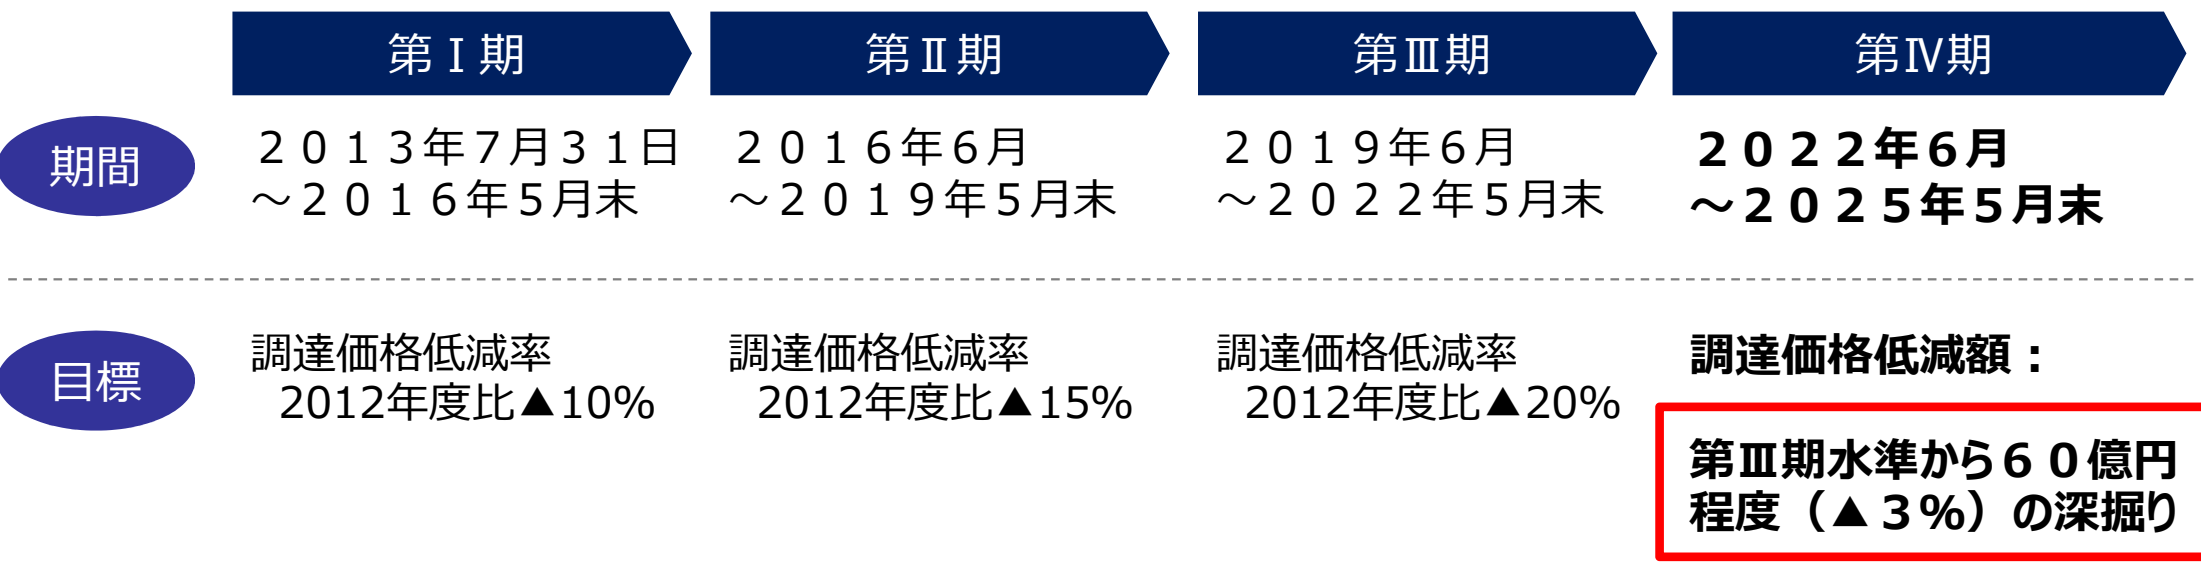 第Ⅰ期
第Ⅱ期
第Ⅲ期
第Ⅳ期
期間
２０１３年７月３１日
～２０１６年５月末
２０１６年６月
～２０１９年５月末
２０１９年６月
～２０２２年５月末
２０２２年６月
～２０２５年５月末
目標
調達価格低減率
2012年度比▲10%
調達価格低減率
2012年度比▲15%
調達価格低減率
2012年度比▲20%
調達価格低減額：
第Ⅲ期水準から６０億円
程度（▲３%）の深掘り